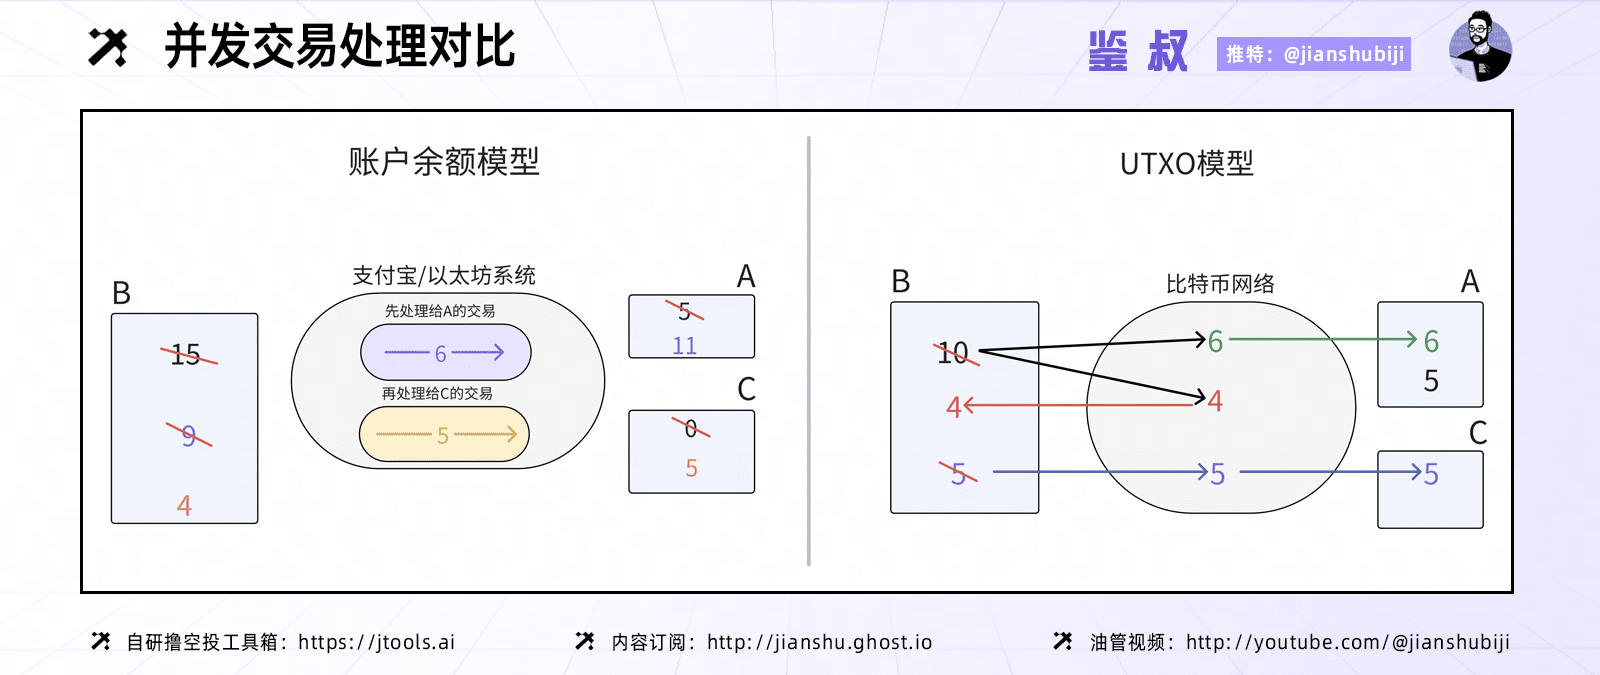 并发交易处理对比
鉴 叔
推特：@jianshubiji
账户余额模型
支付宝/以太坊系统
B
15
9
4
先处理给A的交易
6
再处理给C的交易
5
A
5
11
C
0
5
UTXO模型
比特币网络
B
10
4
5
6
4
5
A
6
5
C
5
自研撸空投工具箱：https://jtools.ai
内容订阅：http://jianshu.ghost.io
油管视频：http://youtube.com/@jianshubiji